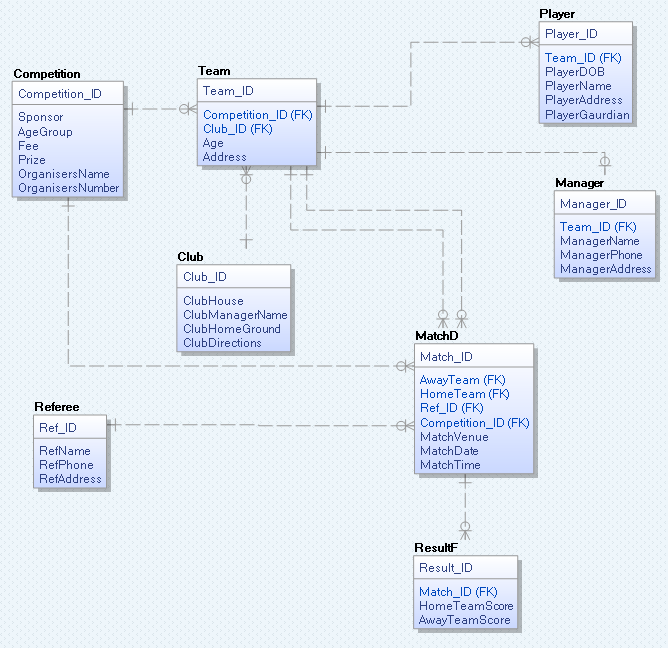 Player
Player_ID
Team_ID (FK)
PlayerDOB
PlayerName
PlayerAddress
PlayerGaurdian
Competition
Competition_ID
Sponsor
AgeGroup
Fee
Prize
OrganisersName
OrganisersNumber
Team
Team_ID
Competition_ID (FK)
Club_ID (FK)
Age
Address
Manager
Manager_ID
Team_ID (FK)
ManagerName
ManagerPhone
ManagerAddress
Club
Club_ID
ClubHouse
ClubManagerName
ClubHomeGround
ClubDirections
MatchD
Match_ID
AwayTeam (FK)
HomeTeam (FK)
Ref_ID (FK)
Competition_ID (FK)
MatchVenue
MatchDate
MatchTime
Referee
Ref_ID
RefName
RefPhone
RefAddress
ResultF
Result_ID
Match_ID (FK)
HomeTeamScore
AwayTeamScore